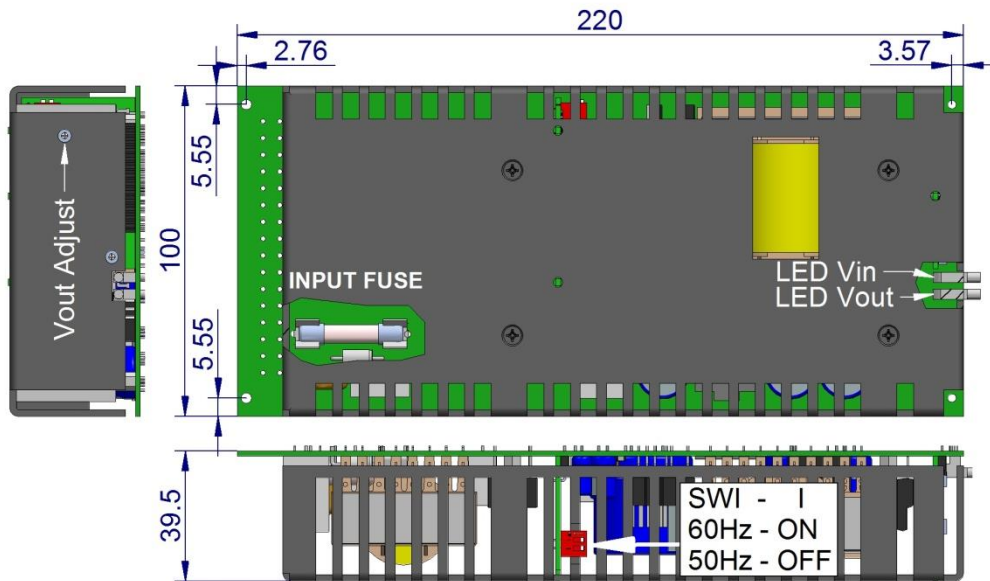 220
2.76
3.57
5.55
100
5.55
Vout Adjust
INPUT FUSE
LED Vin
LED Vout
39.5
SWI - I
60Hz - ON
50Hz - OFF